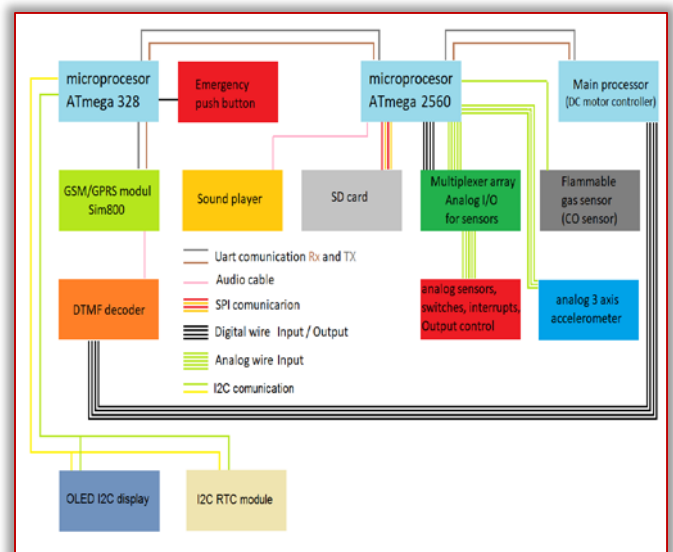 microprocesor
ATmega 328
Emergency
push button
microprocesor
ATmega 2560
Main processor
(DC motor controller)
GSM/GPRS modul
Sim800
Sound player
SD card
Multiplexer array
Analog I/O
for sensors
Flammable
gas sensor
(CO sensor)
Uart comunication Rx and TX
Audio cable
SPI comunicarion
Digital wire Input / Output
Analog wire Input
I2C comunication
DTMF decoder
analog sensors,
switches, interrupts,
Output control
analog 3 axis
accelerometer
OLED I2C display
I2C RTC module